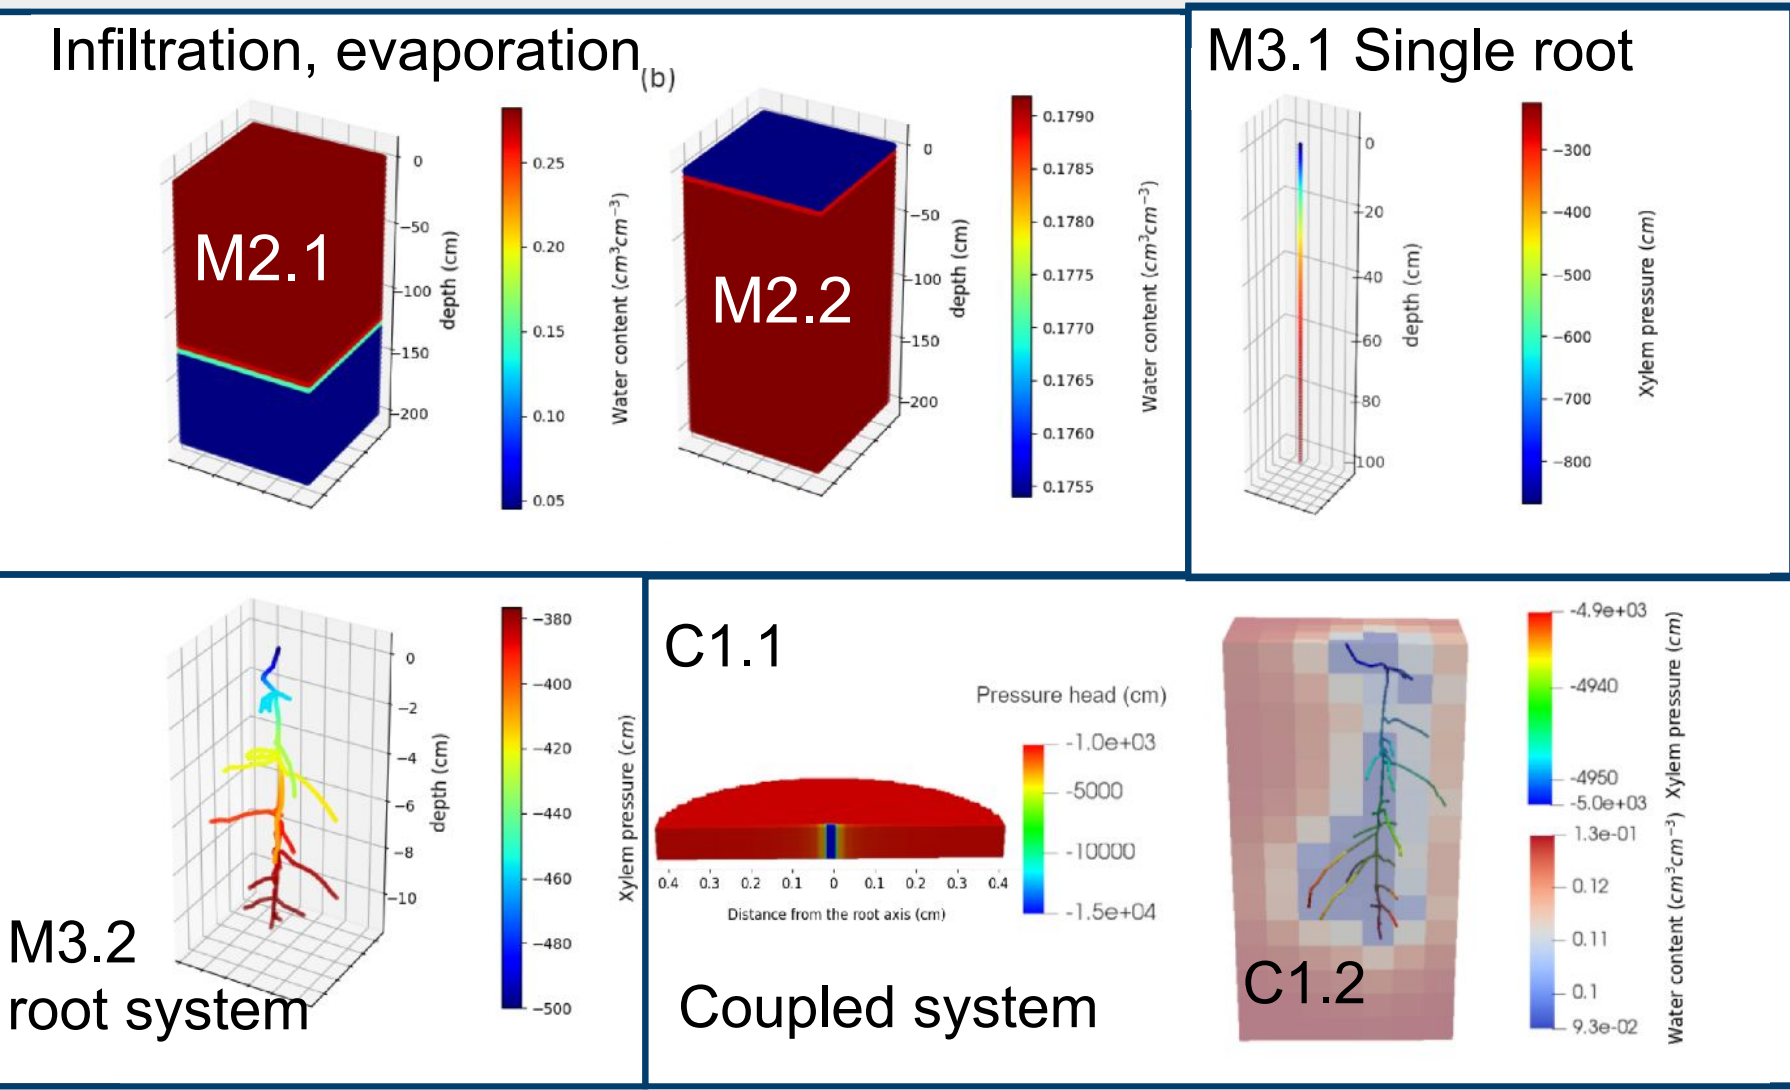 Infiltration, evaporation
(b)
M2.1
0
−50
−100
−150
−200
depth (cm)
0.25
0.20
0.15
0.10
0.05
Water content (cm³cm⁻³)
M2.2
0
−50
−100
−150
−200
depth (cm)
0.1790
0.1785
0.1780
0.1775
0.1770
0.1765
0.1760
0.1755
Water content (cm³cm⁻³)
M3.1 Single root
0
−20
−40
−60
−80
−100
depth (cm)
−300
−400
−500
−600
−700
−800
Xylem pressure (cm)
M3.2
root system
0
−2
−4
−6
−8
−10
depth (cm)
−380
−400
−420
−440
−460
−480
−500
Xylem pressure (cm)
C1.1
Pressure head (cm)
-1.0e+03
-5000
-10000
-1.5e+04
0.4 0.3 0.2 0.1 0 0.1 0.2 0.3 0.4
Distance from the root axis (cm)
Coupled system
C1.2
-4.9e+03
-4940
-4950
-5.0e+03
Xylem pressure (cm)
1.3e-01
0.12
0.11
0.1
9.3e-02
Water content (cm³cm⁻³)